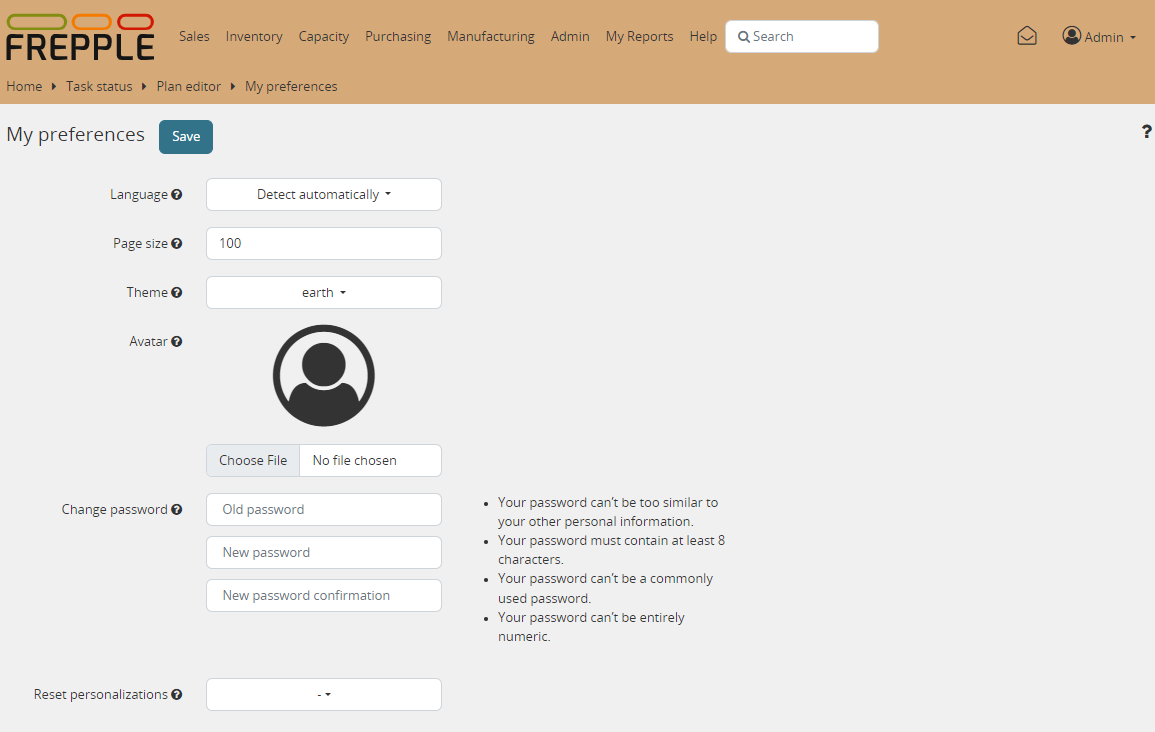 FREPPLE
Sales Inventory Capacity Purchasing Manufacturing Admin My Reports Help Search Admin
Home Task status Plan editor My preferences
My preferences Save ?
Language ? Detect automatically
Page size ? 100
Theme ? earth
Avatar ?
Choose File No file chosen
Change password ? Old password
New password
New password confirmation
• Your password can't be too similar to
your other personal information.
• Your password must contain at least 8
characters.
• Your password can't be a commonly
used password.
• Your password can't be entirely
numeric.
Reset personalizations ? -